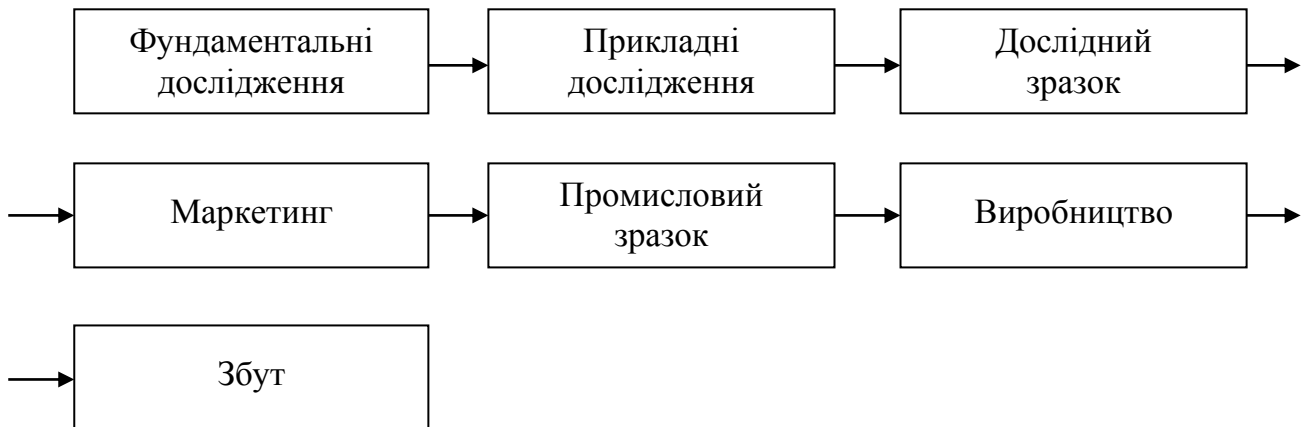 Фундаментальні
дослідження
Прикладні
дослідження
Дослідний
зразок
Маркетинг
Промисловий
зразок
Виробництво
Збут